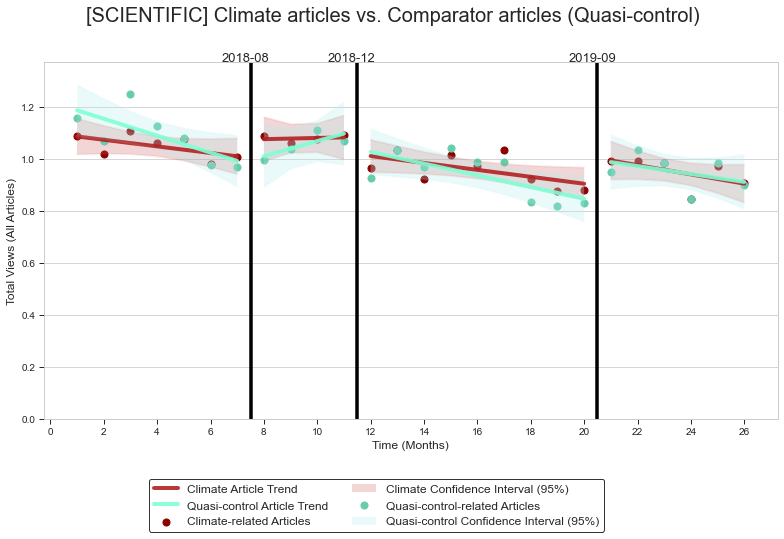 [SCIENTIFIC] Climate articles vs. Comparator articles (Quasi-control)
2018-08 2018-12 2019-09
1.2
1.0
0.8
0.6
0.4
0.2
0.0
Total Views (All Articles)
0 2 4 6 8 10 12 14 16 18 20 22 24 26
Time (Months)
Climate Article Trend Climate Confidence Interval (95%)
Quasi-control Article Trend Quasi-control-related Articles
Climate-related Articles Quasi-control Confidence Interval (95%)